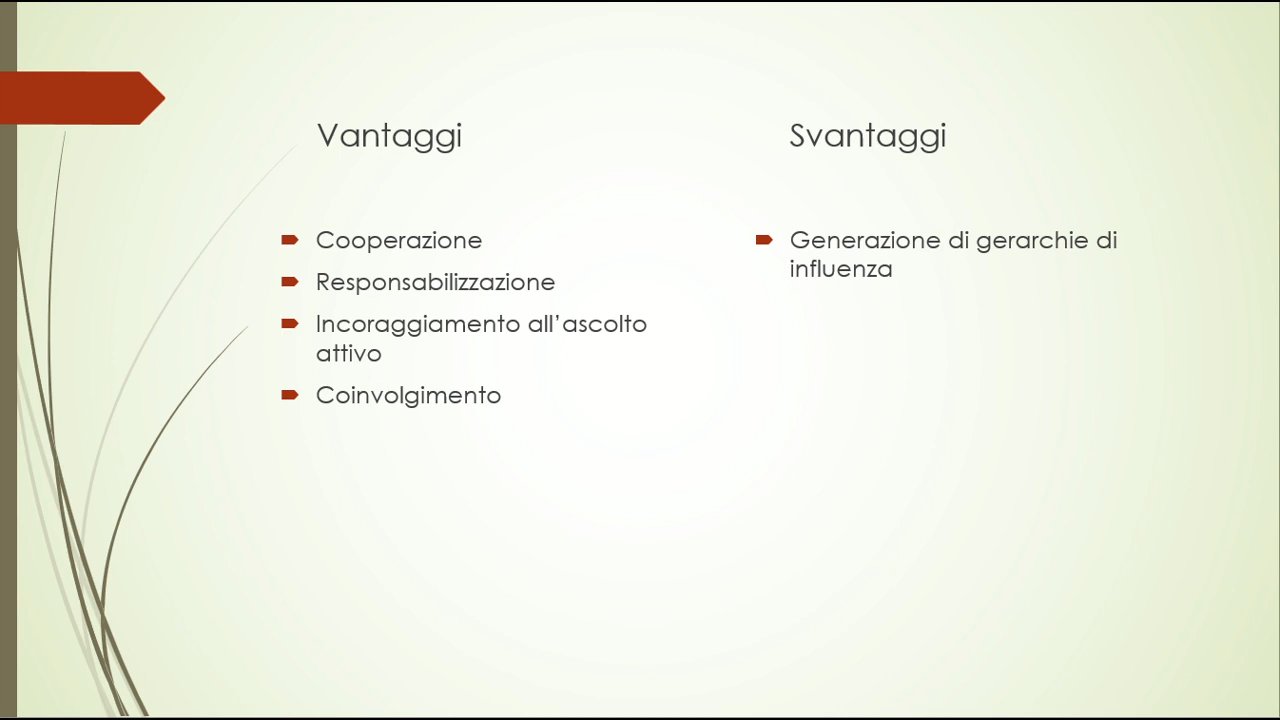 Vantaggi
Cooperazione
Responsabilizzazione
Incoraggiamento all’ascolto
attivo
Coinvolgimento
Svantaggi
Generazione di gerarchie di
influenza